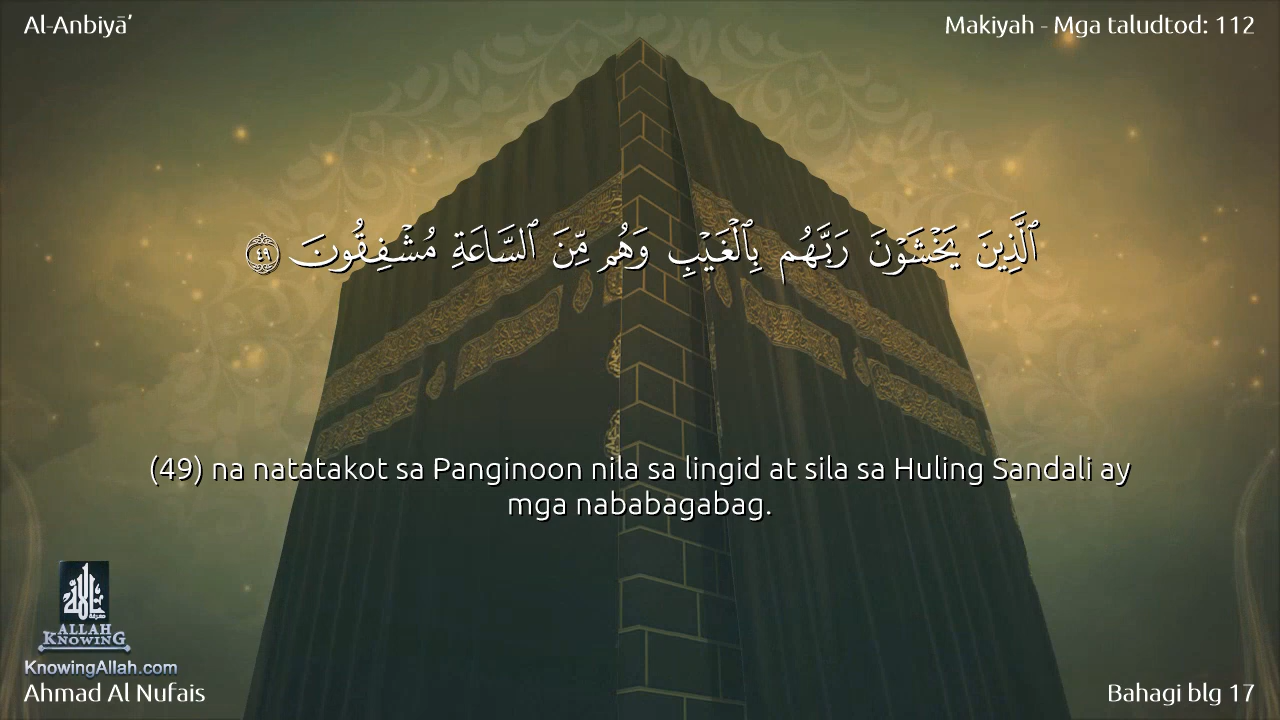 Al-Anbiyā’
Makiyah - Mga taludtod: 112
ٱلَّذِينَ يَخۡشَوۡنَ رَبَّهُم بِٱلۡغَيۡبِ وَهُم مِّنَ ٱلسَّاعَةِ مُشۡفِقُونَ ٤٩
(49) na natatakot sa Panginoon nila sa lingid at sila sa Huling Sandali ay
mga nababagabag.
ALLAH
KNOWING
KnowingAllah.com
Ahmad Al Nufais
Bahagi blg 17